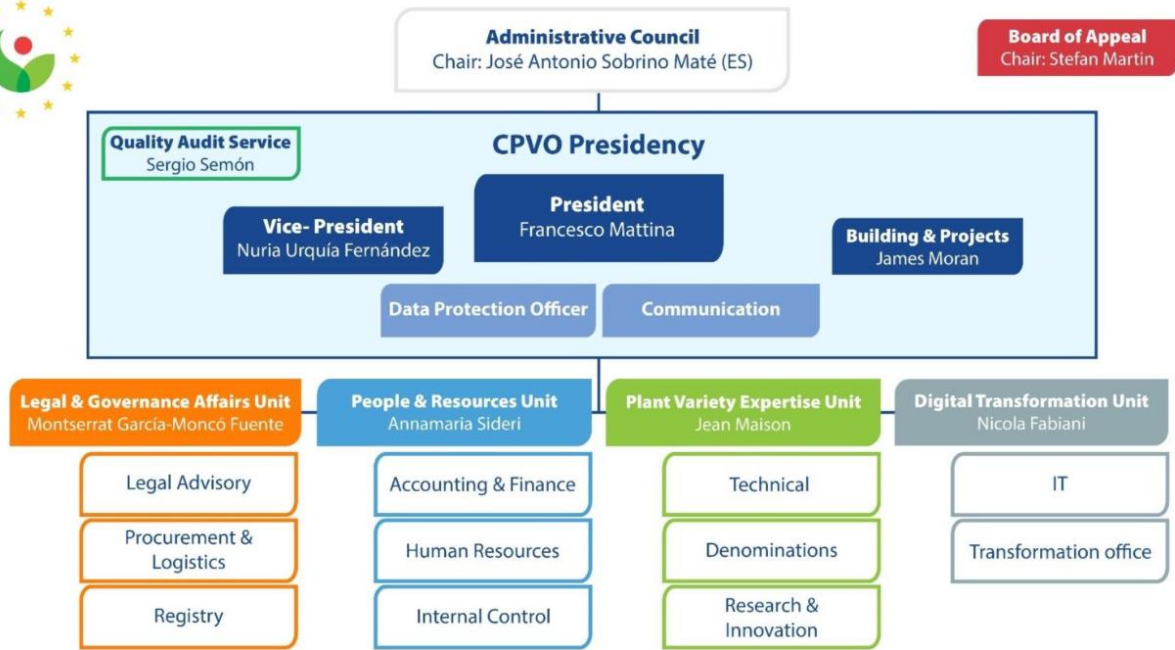 Administrative Council
Chair: José Antonio Sobrino Maté (ES)
Board of Appeal
Chair: Stefan Martin
Quality Audit Service
Sergio Semón
CPVO Presidency
President
Francesco Mattina
Vice- President
Nuria Urquía Fernández
Building & Projects
James Moran
Data Protection Officer
Communication
Legal & Governance Affairs Unit
Montserrat García-Moncó Fuente
Legal Advisory
Procurement &
Logistics
Registry
People & Resources Unit
Annamaria Sideri
Accounting & Finance
Human Resources
Internal Control
Plant Variety Expertise Unit
Jean Maison
Technical
Denominations
Research &
Innovation
Digital Transformation Unit
Nicola Fabiani
IT
Transformation office